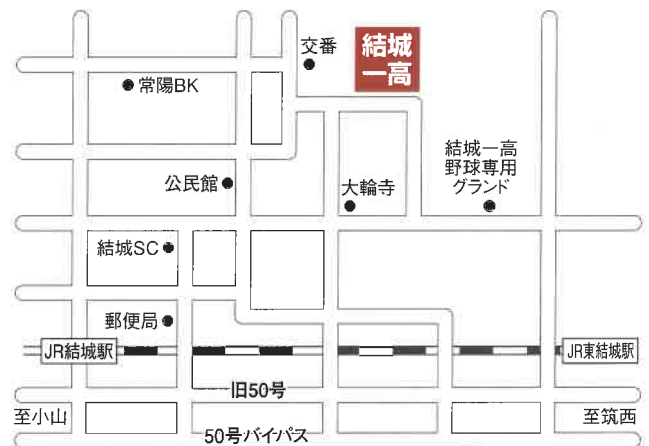 交番
結城
一高
常陽BK
結城一高
野球専用
グランド
公民館
大輪寺
結城SC
郵便局
JR結城駅
JR東結城駅
旧50号
至小山
至筑西
50号バイパス